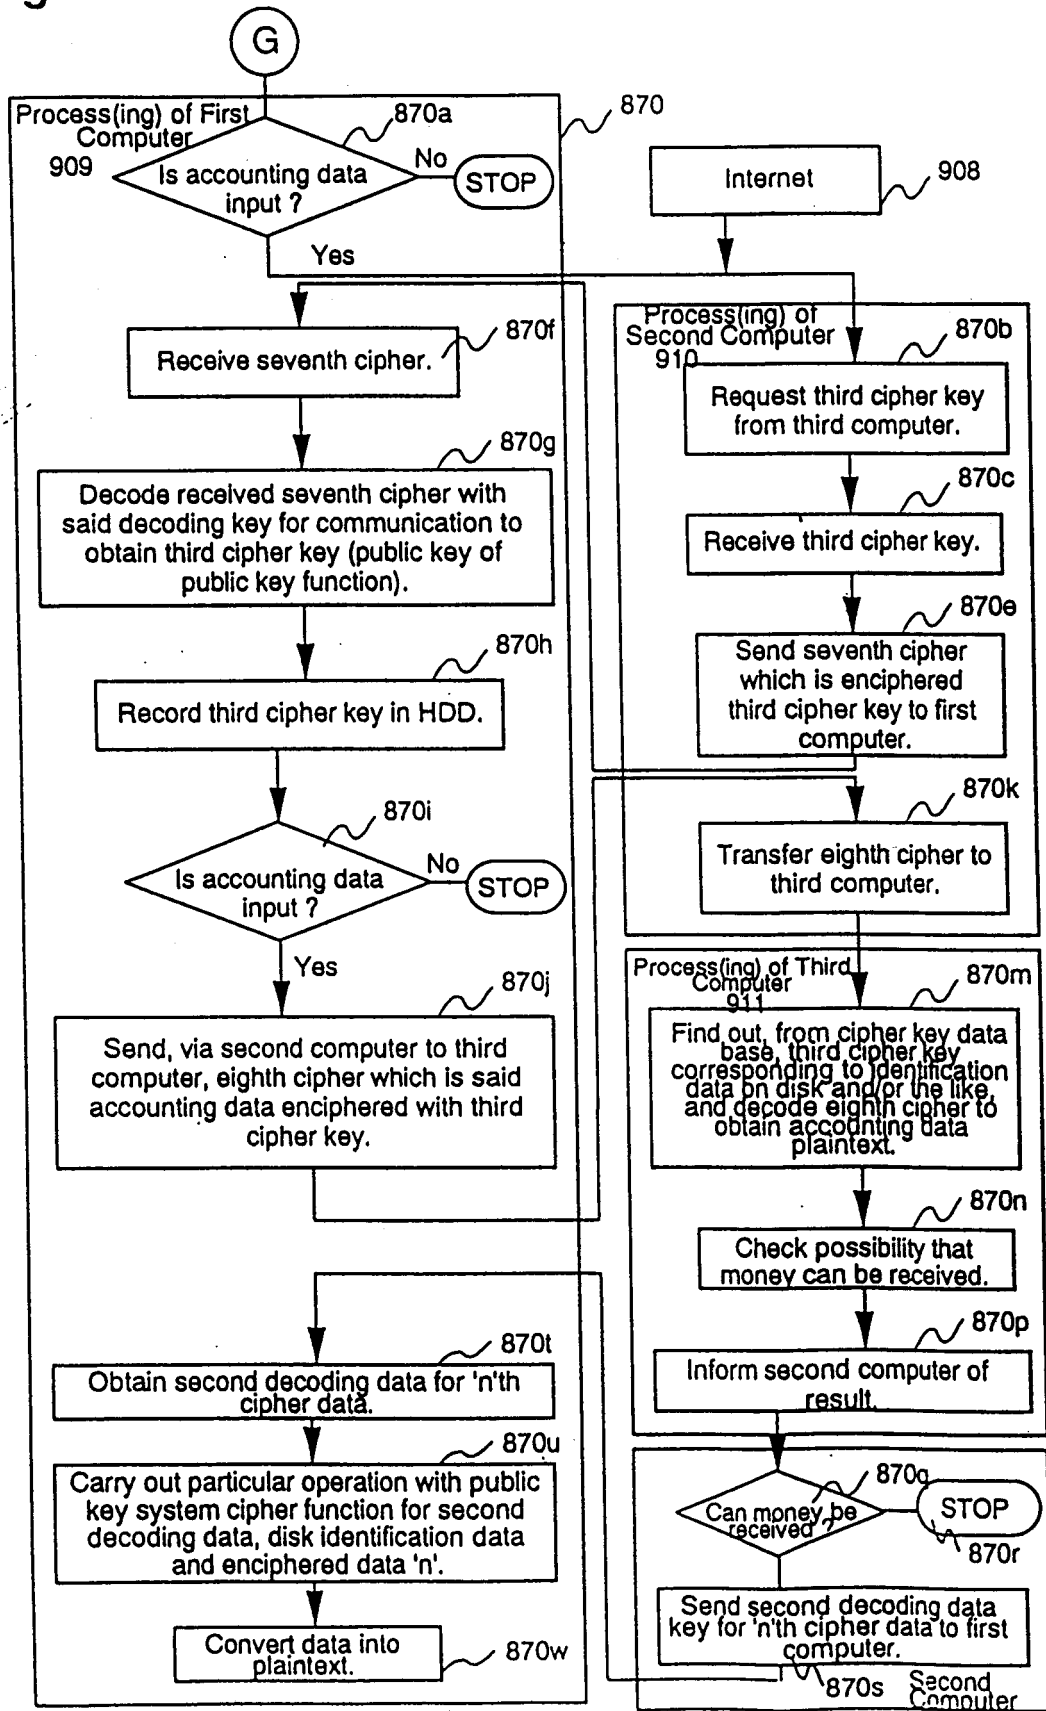 g
G
Process(ing) of First
Computer
909
870a
870
Is accounting data
input ?
No
STOP
Yes
Internet
908
Process(ing) of
Second Computer
910
870b
Request third cipher key
from third computer.
870c
Receive third cipher key.
870e
Send seventh cipher
which is enciphered
third cipher key to first
computer.
870f
Receive seventh cipher.
870g
Decode received seventh cipher with
said decoding key for communication to
obtain third cipher key (public key of
public key function).
870h
Record third cipher key in HDD.
870i
Is accounting data
input ?
No
STOP
Yes
870j
Send, via second computer to third
computer, eighth cipher which is said
accounting data enciphered with third
cipher key.
870k
Transfer eighth cipher to
third computer.
Process(ing) of Third
Computer
911
870m
Find out, from cipher key data
base, third cipher key
corresponding to identification
data on disk and/or the like,
and decode eighth cipher to
obtain accounting data
plaintext.
870n
Check possibility that
money can be received.
870p
Inform second computer of
result.
870q
Can money be
received ?
STOP
870r
Send second decoding data
key for 'n'th cipher data to first
computer.
870s
Second
Computer
870t
Obtain second decoding data for 'n'th
cipher data.
870u
Carry out particular operation with public
key system cipher function for second
decoding data, disk identification data
and enciphered data 'n'.
Convert data into
plaintext.
870w